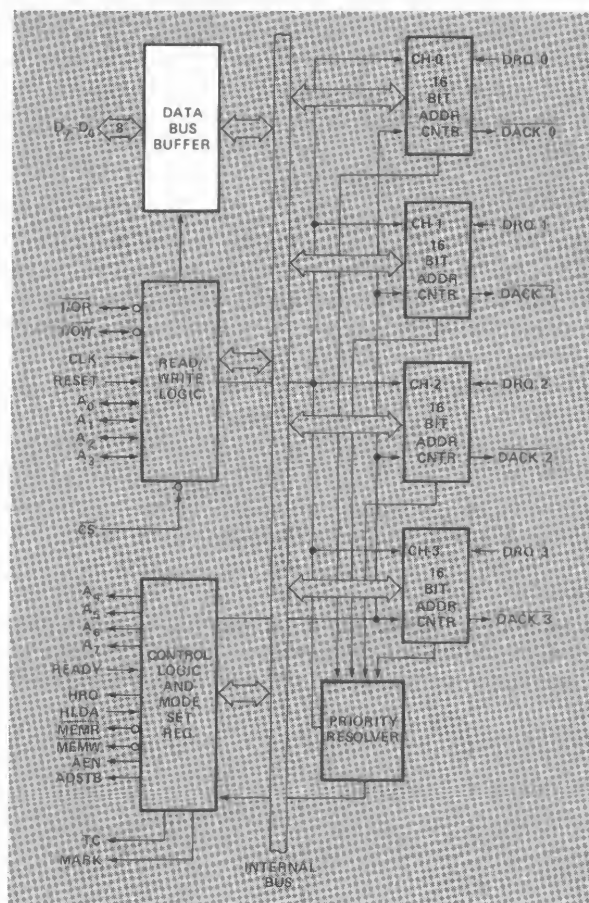 DATA
BUS
BUFFER
D7-D0
8
I/OR
I/OW
CLK
RESET
A0
A1
A2
A3
READ/
WRITE
LOGIC
CS
A4
A5
A6
A7
READY
HRQ
HLDA
MEMR
MEMW
AEN
ADSTB
CONTROL
LOGIC
AND
MODE
SET
REG.
TC
MARK
INTERNAL
BUS
CH-0
16
BIT
ADDR
CNTR
DRQ 0
DACK 0
CH-1
16
BIT
ADDR
CNTR
DRQ 1
DACK 1
CH-2
16
BIT
ADDR
CNTR
DRQ 2
DACK 2
CH-3
16
BIT
ADDR
CNTR
DRQ 3
DACK 3
PRIORITY
RESOLVER